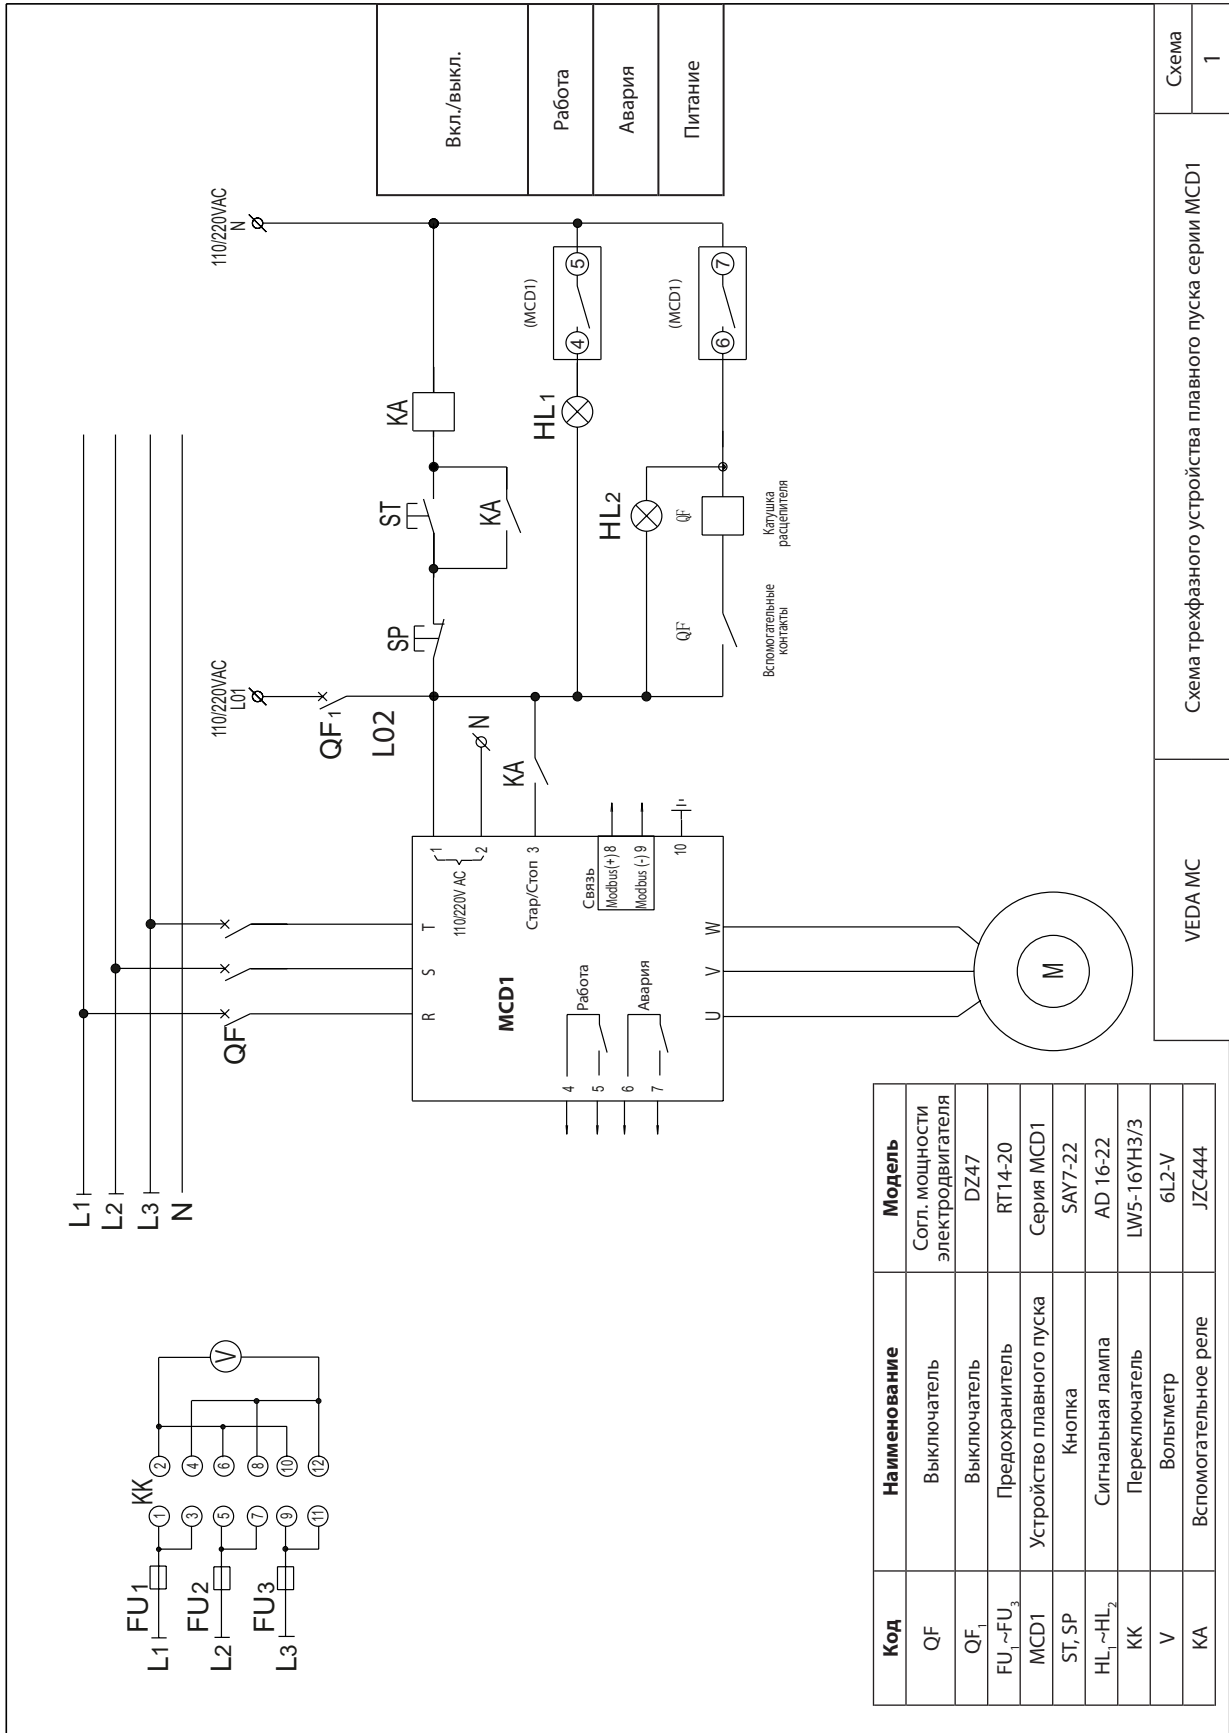 L1
FU1
L2
FU2
L3
FU3
KK
1
2
3
4
5
6
7
8
9
10
11
12
V
L1
L2
L3
N
QF
R
S
T
MCD1
1
110/220V AC
2
Стар/Стоп 3
Связь
Modbus(+) 8
Modbus (-) 9
10
Работа
Авария
4
5
6
7
U
V
W
M
110/220VAC
L01
QF1
L02
N
KA
SP
ST
KA
KA
HL1
(MCD1)
4
5
HL2
(MCD1)
6
7
QF
Вспомогательные
контакты
QF
Катушка
расцепителя
110/220VAC
N
Вкл./выкл.
Работа
Авария
Питание
Код Наименование Модель
QF Выключатель Согл. мощности
электродвигателя
QF1 Выключатель DZ47
FU1~FU3 Предохранитель RT14-20
MCD1 Устройство плавного пуска Серия MCD1
ST, SP Кнопка SAY7-22
HL1~HL2 Сигнальная лампа AD 16-22
KK Переключатель LW5-16YH3/3
V Вольтметр 6L2-V
KA Вспомогательное реле JZC444
VEDA MC
Схема трехфазного устройства плавного пуска серии MCD1
Схема
1